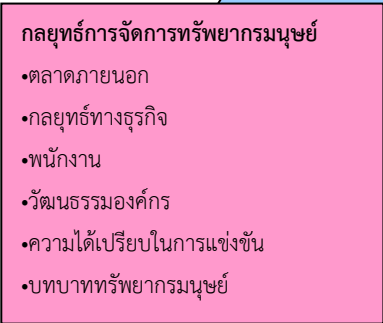 กลยุทธ์การจัดการทรัพยากรมนุษย์
•ตลาดภายนอก
•กลยุทธ์ทางธุรกิจ
•พนักงาน
•วัฒนธรรมองค์กร
•ความได้เปรียบในการแข่งขัน
•บทบาททรัพยากรมนุษย์